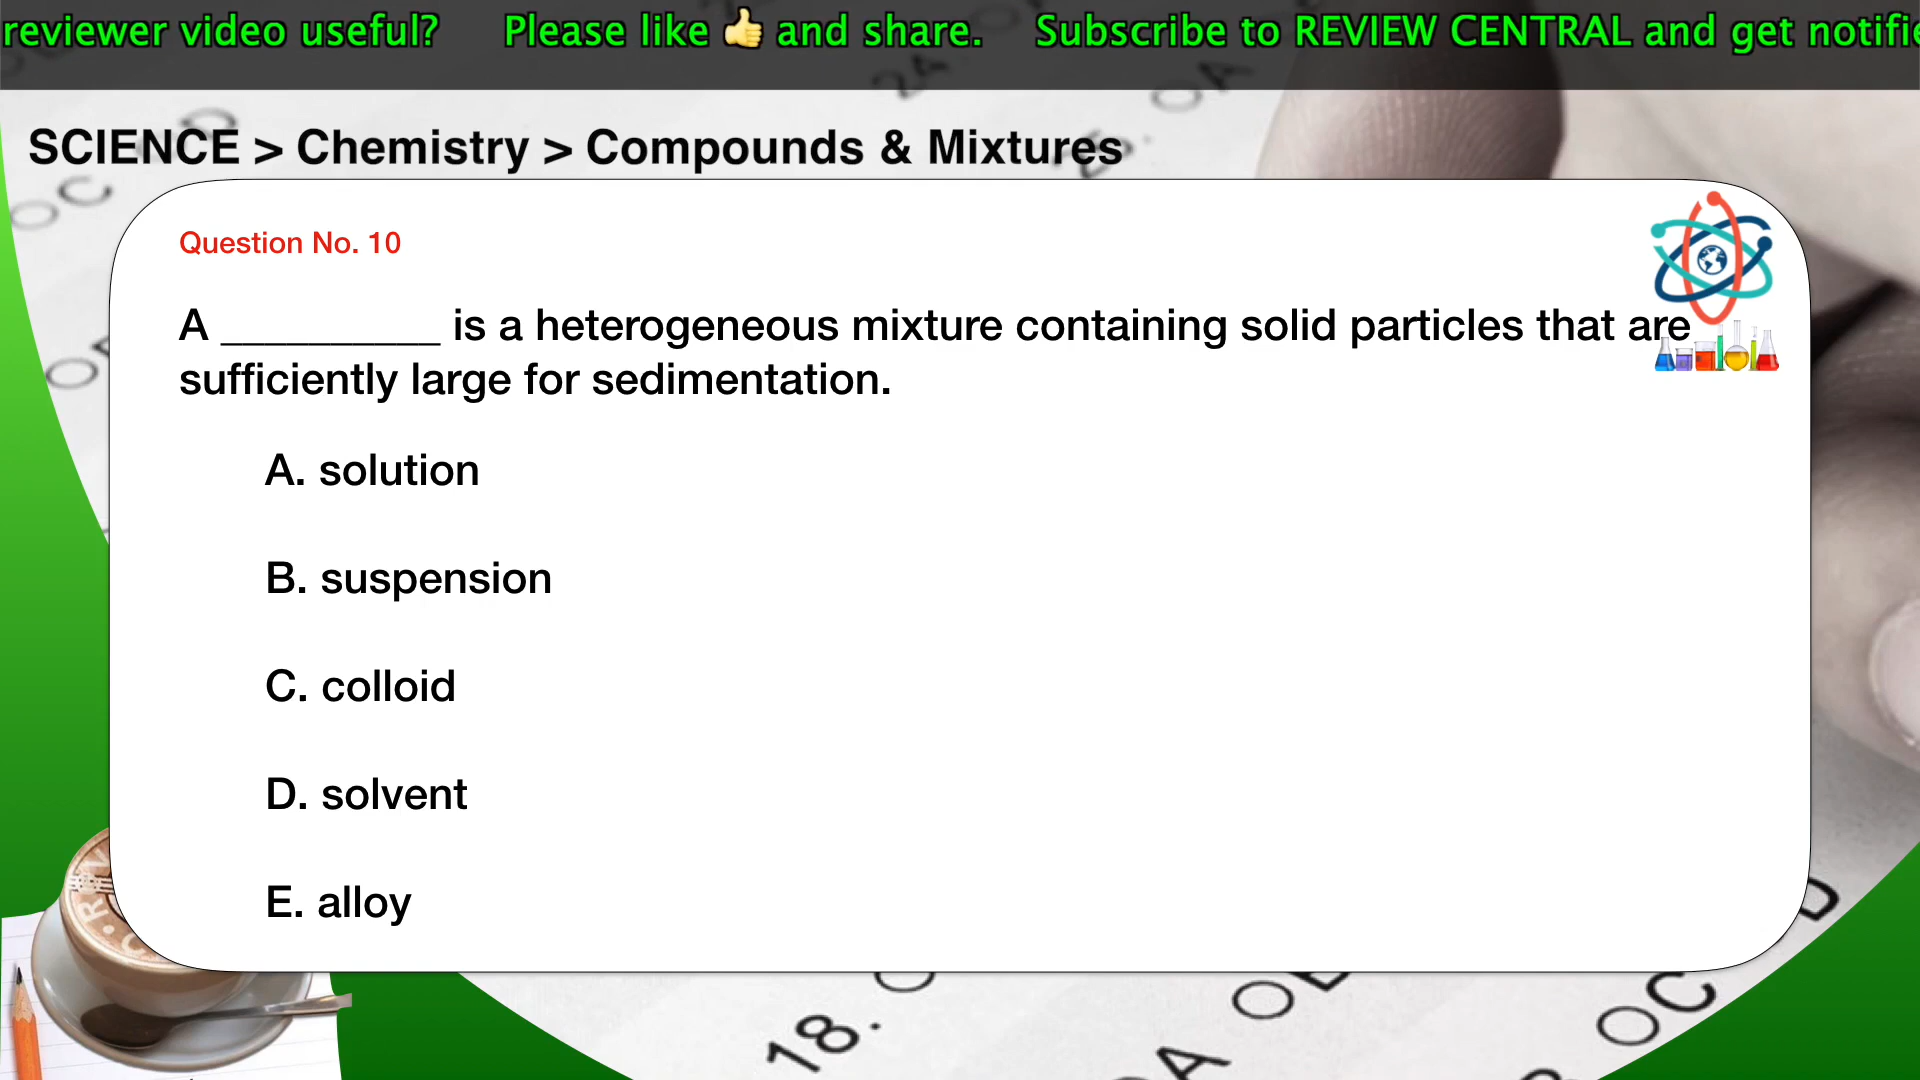 reviewer video useful? Please like 👍 and share. Subscribe to REVIEW CENTRAL and get
SCIENCE > Chemistry > Compounds & Mixtures
Question No. 10
A __________ is a heterogeneous mixture containing solid particles that are
sufficiently large for sedimentation.
A. solution
B. suspension
C. colloid
D. solvent
E. alloy
18.